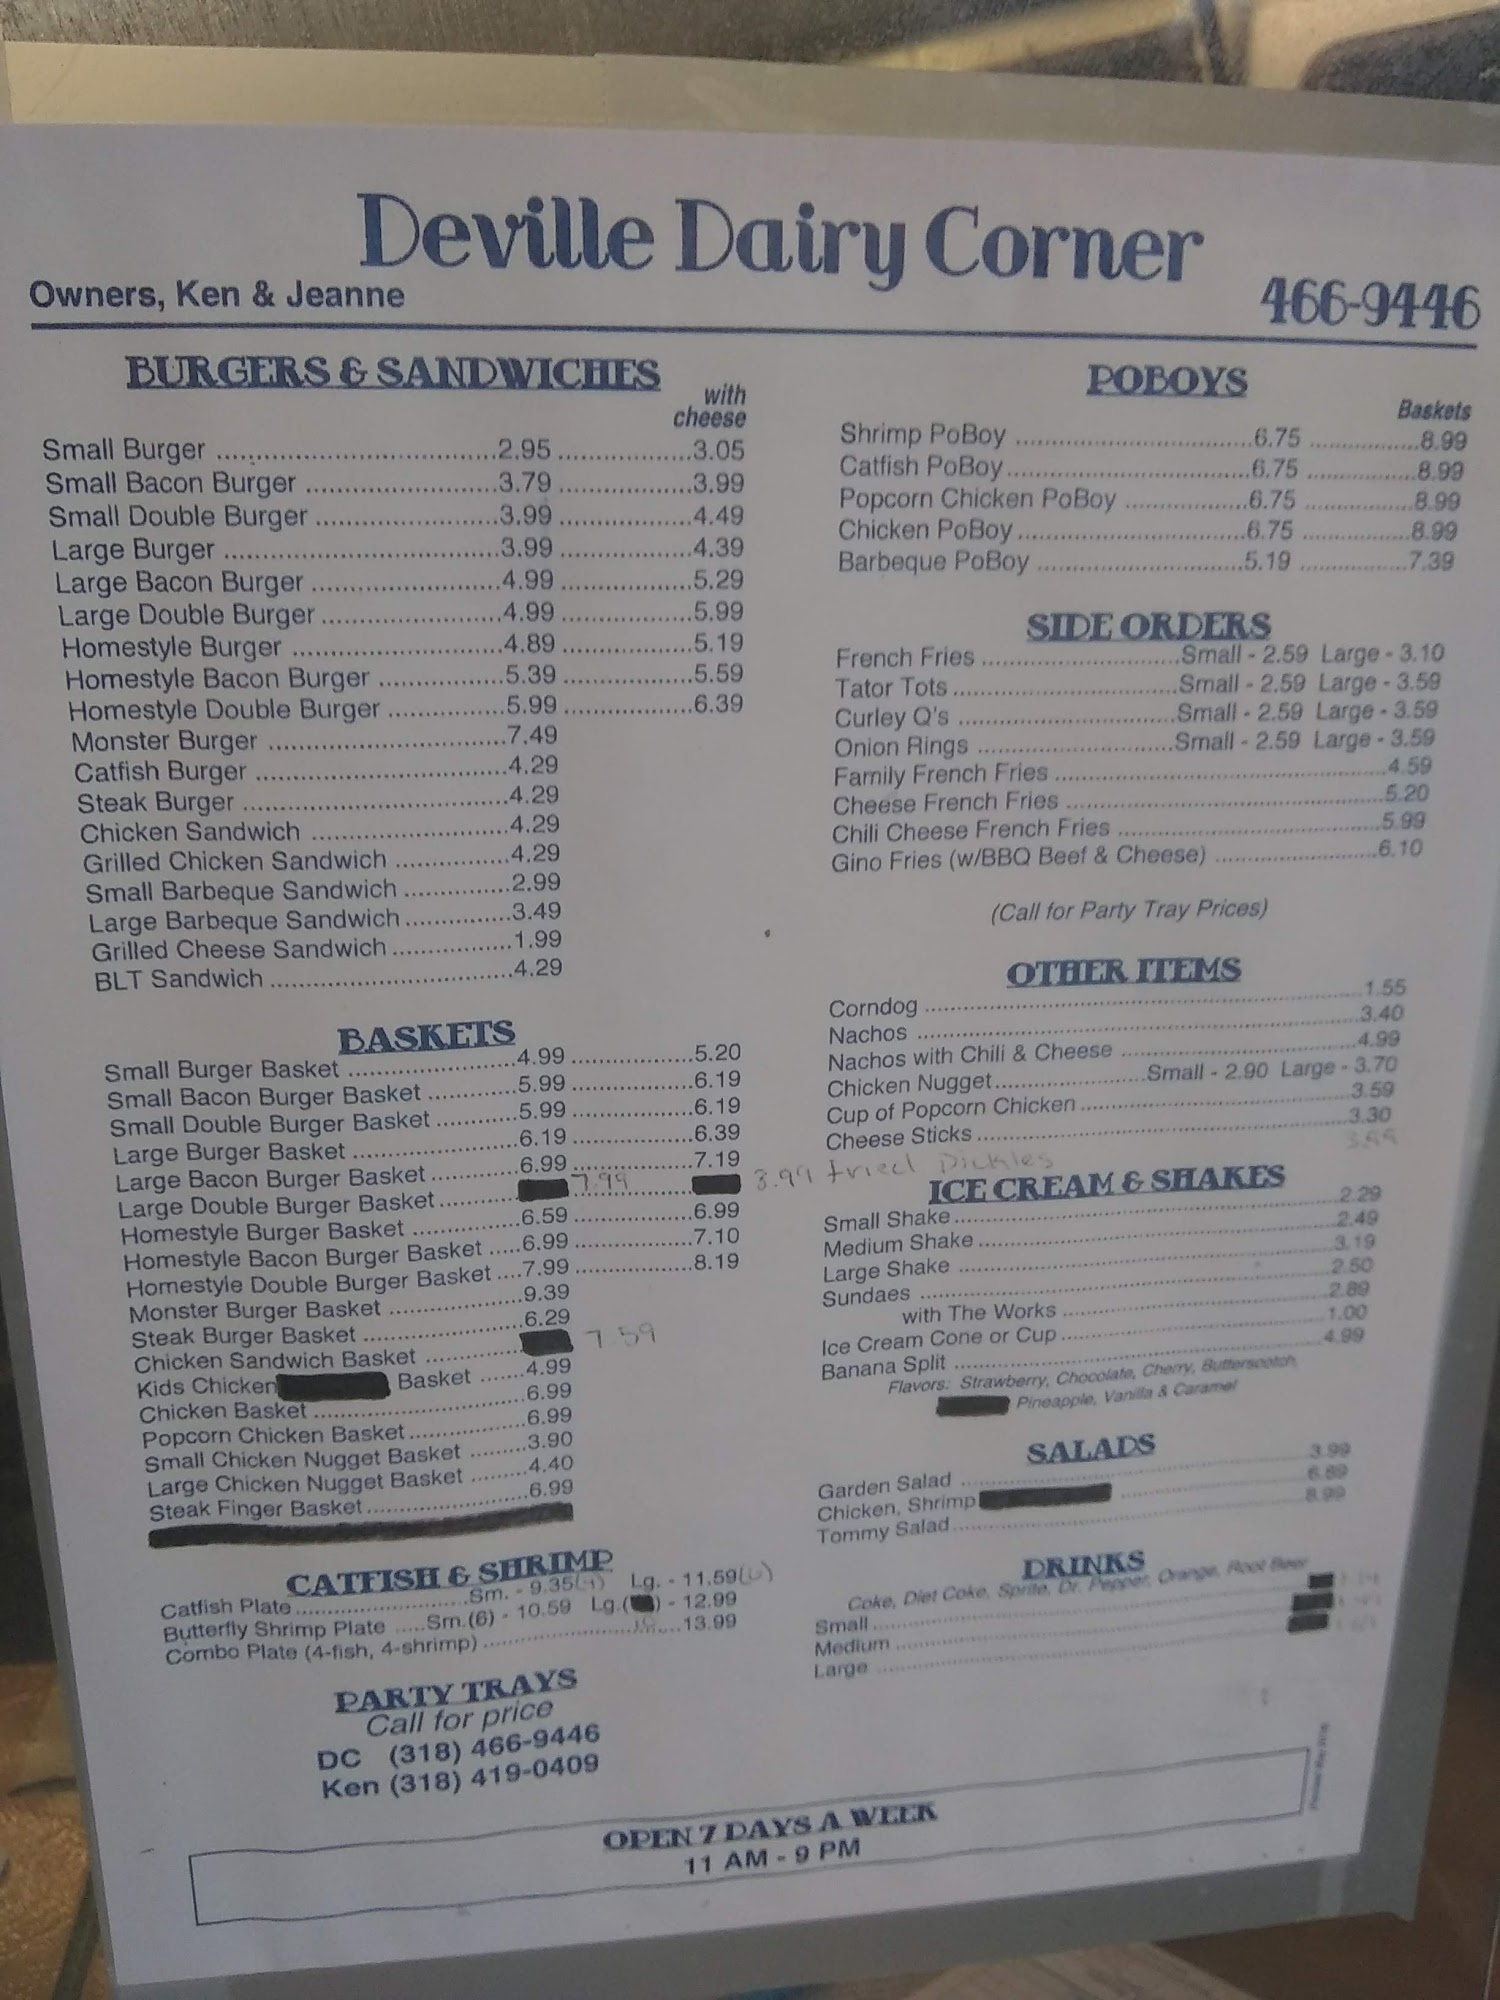 Deville Dairy Corner
Owners, Ken & Jeanne
466-9446
BURGERS & SANDWICHES
with cheese
Small Burger 2.95 3.05
Small Bacon Burger 3.79 3.99
Small Double Burger 3.99 4.49
Large Burger 3.99 4.39
Large Bacon Burger 4.99 5.29
Large Double Burger 4.99 5.99
Homestyle Burger 4.89 5.19
Homestyle Bacon Burger 5.39 5.59
Homestyle Double Burger 5.99 6.39
Monster Burger 7.49
Catfish Burger 4.29
Steak Burger 4.29
Chicken Sandwich 4.29
Grilled Chicken Sandwich 4.29
Small Barbeque Sandwich 2.99
Large Barbeque Sandwich 3.49
Grilled Cheese Sandwich 1.99
BLT Sandwich 4.29
BASKETS
Small Burger Basket 4.99 5.20
Small Bacon Burger Basket 5.99 6.19
Small Double Burger Basket 5.99 6.19
Large Burger Basket 6.19 6.39
Large Bacon Burger Basket 6.99 7.19
Large Double Burger Basket 7.99
Homestyle Burger Basket 6.59 6.99
Homestyle Bacon Burger Basket 6.99 7.10
Homestyle Double Burger Basket 7.99 8.19
Monster Burger Basket 9.39
Steak Burger Basket 6.29
Chicken Sandwich Basket 7.59
Kids Chicken Basket 4.99
Chicken Basket 6.99
Popcorn Chicken Basket 6.99
Small Chicken Nugget Basket 3.90
Large Chicken Nugget Basket 4.40
Steak Finger Basket 6.99
CATFISH & SHRIMP
Catfish Plate Sm. - 9.35 Lg. - 11.59
Butterfly Shrimp Plate Sm.(6) - 10.59 Lg.( ) - 12.99
Combo Plate (4-fish, 4-shrimp) 13.99
PARTY TRAYS
Call for price
DC (318) 466-9446
Ken (318) 419-0409
POBOYS
Baskets
Shrimp PoBoy 6.75 8.99
Catfish PoBoy 6.75 8.99
Popcorn Chicken PoBoy 6.75 8.99
Chicken PoBoy 6.75 8.99
Barbeque PoBoy 5.19 7.39
SIDE ORDERS
French Fries Small - 2.59 Large - 3.10
Tator Tots Small - 2.59 Large - 3.59
Curley Q's Small - 2.59 Large - 3.59
Onion Rings Small - 2.59 Large - 3.59
Family French Fries 4.59
Cheese French Fries 5.20
Chili Cheese French Fries 5.99
Gino Fries (w/BBQ Beef & Cheese) 6.10
(Call for Party Tray Prices)
OTHER ITEMS
Corndog 1.55
Nachos 3.40
Nachos with Chili & Cheese 4.99
Chicken Nugget Small - 2.90 Large - 3.70
Cup of Popcorn Chicken 3.59
Cheese Sticks 3.30
3.99 fried Pickles
ICE CREAM & SHAKES
Small Shake 2.29
Medium Shake 2.49
Large Shake 3.19
Sundaes 2.50
with The Works 2.89
Ice Cream Cone or Cup 1.00
Banana Split 4.99
Flavors: Strawberry, Chocolate, Cherry, Butterscotch,
Pineapple, Vanilla & Caramel
SALADS
Garden Salad 3.99
Chicken, Shrimp 6.89
Tommy Salad 8.99
DRINKS
Coke, Diet Coke, Sprite, Dr. Pepper, Orange, Root Beer
Small
Medium
Large
OPEN 7 DAYS A WEEK
11 AM - 9 PM